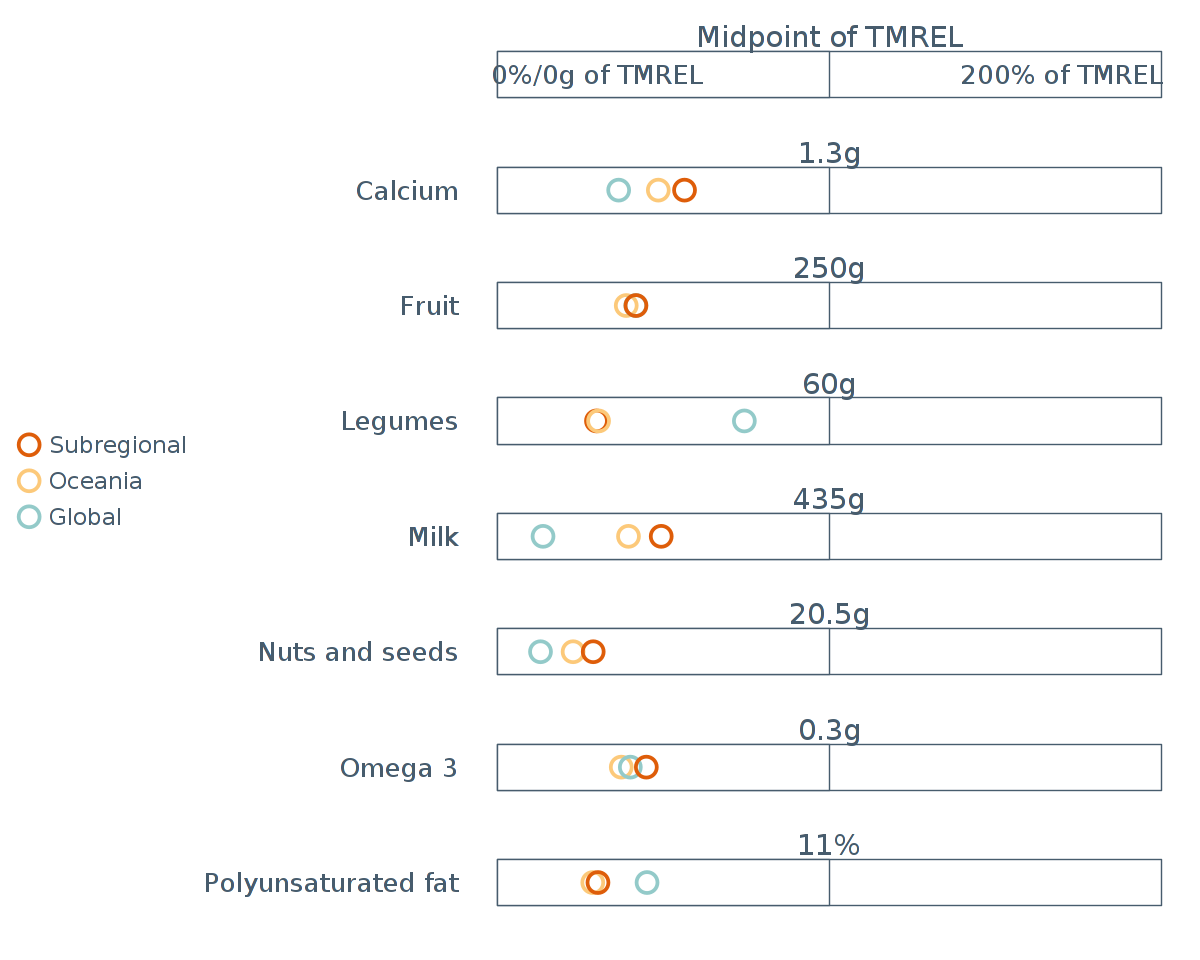 Midpoint of TMREL
0%/0g of TMREL
200% of TMREL
1.3g
Calcium
250g
Fruit
60g
Legumes
Subregional
Oceania
Global
435g
Milk
20.5g
Nuts and seeds
0.3g
Omega 3
11%
Polyunsaturated fat